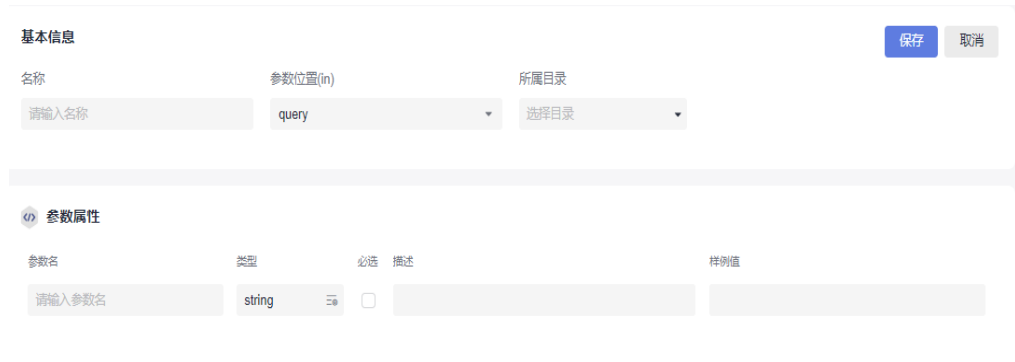 基本信息
保存
取消
名称
参数位置(in)
所属目录
请输入名称
query
选择目录
参数属性
参数名
类型
必选
描述
样例值
请输入参数名
string